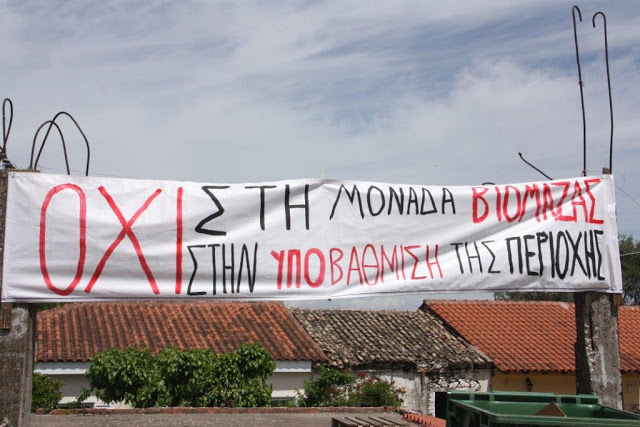 ΟΧΙ ΣΤΗ ΜΟΝΑΔΑ ΒΙΟΜΑΖΑΣ
ΣΤΗΝ ΥΠΟΒΑΘΜΙΣΗ ΤΗΣ ΠΕΡΙΟΧΗΣ